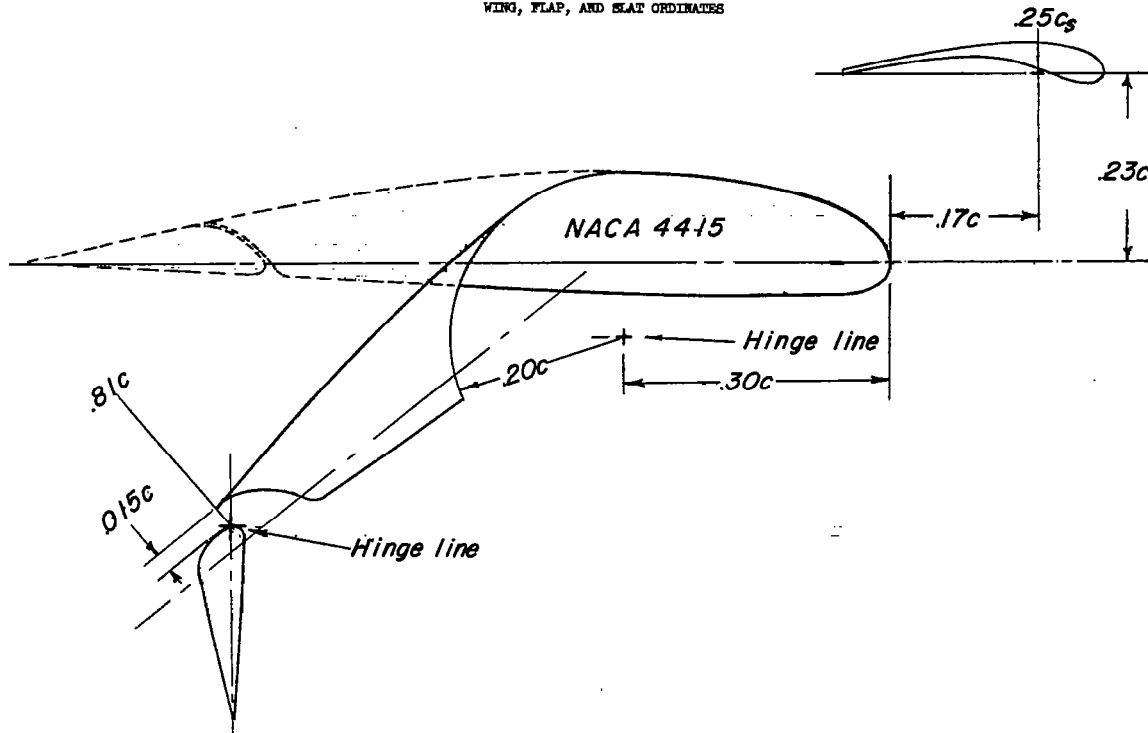 WING, FLAP, AND SLAT ORDINATES
.25cs
.23c
.17c
NACA 4415
Hinge line
.20c
.30c
.81c
.015c
Hinge line